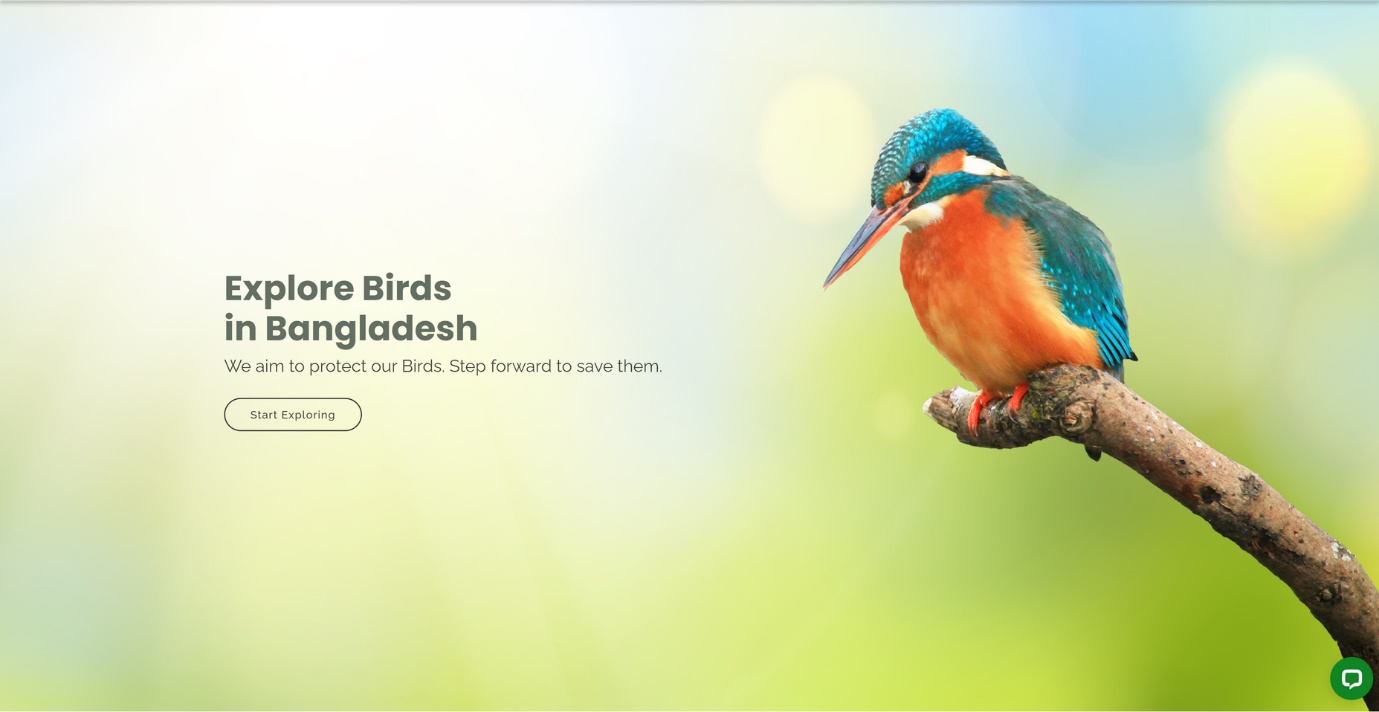 Explore Birds
in Bangladesh
We aim to protect our Birds. Step forward to save them.
Start Exploring